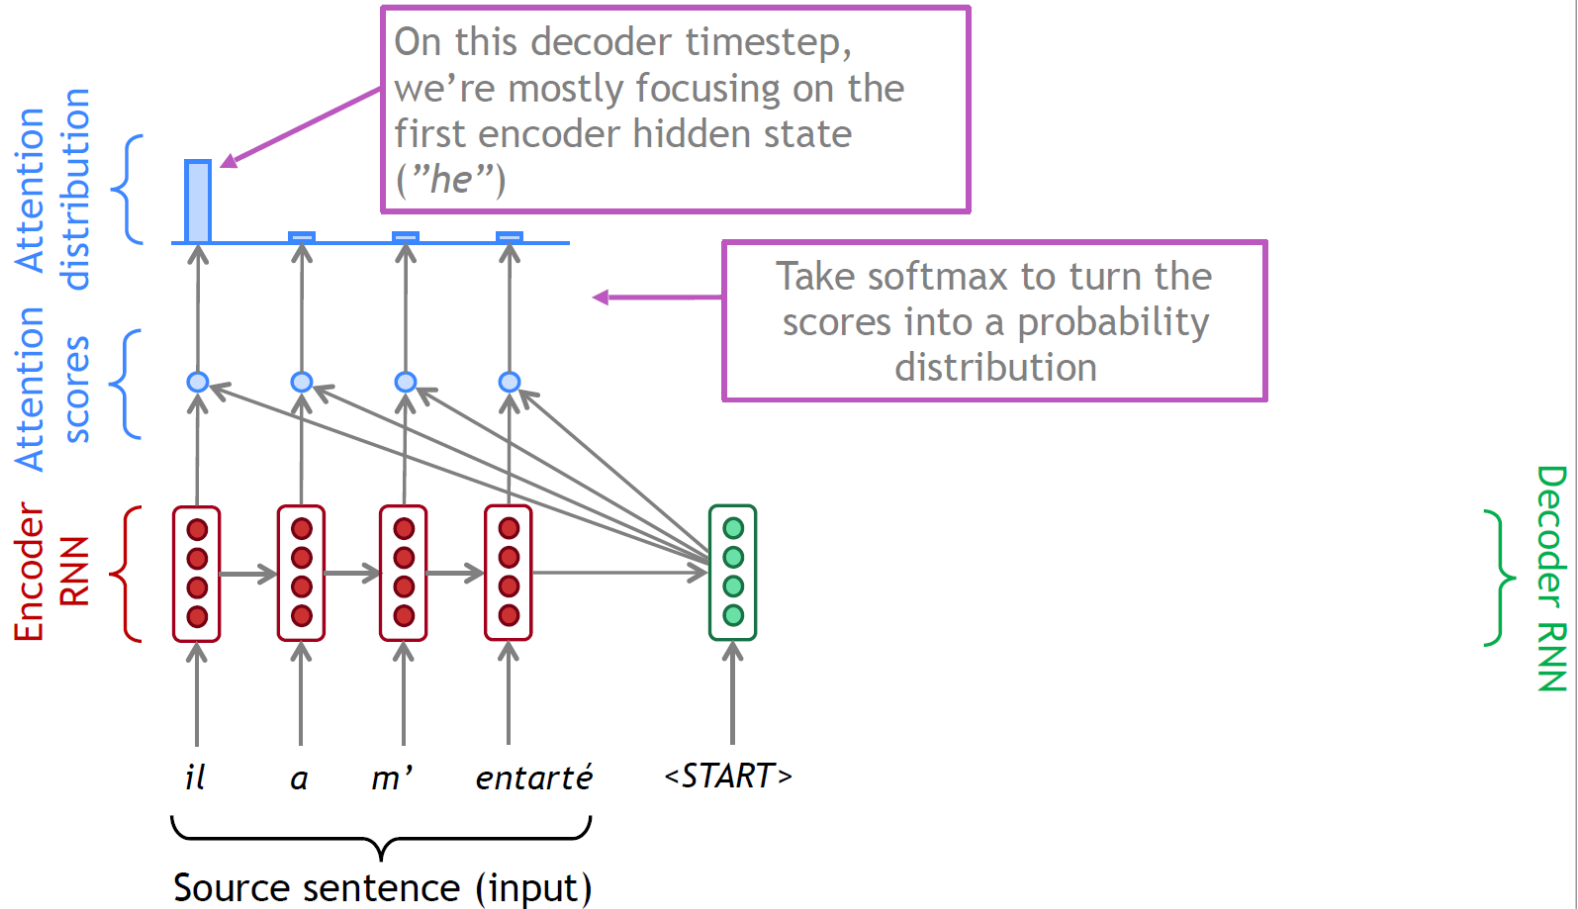 On this decoder timestep,
we’re mostly focusing on the
first encoder hidden state
(”he”)
Take softmax to turn the
scores into a probability
distribution
Attention
distribution
Attention
scores
Encoder
RNN
Decoder RNN
il a m’ entarté <START>
Source sentence (input)